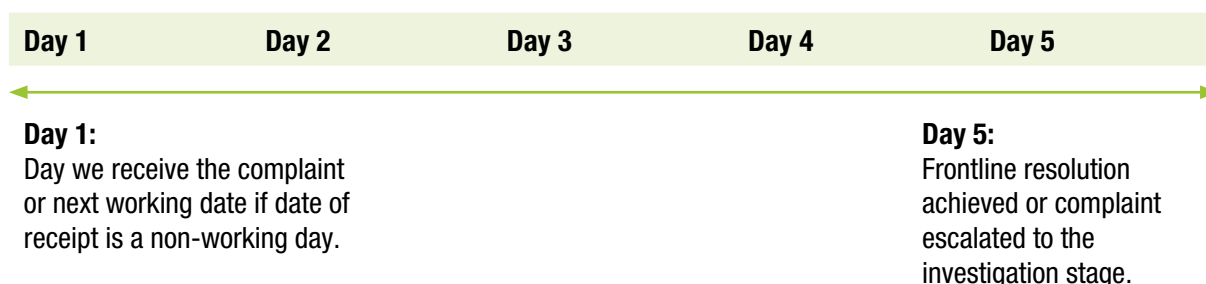 Day 1 Day 2 Day 3 Day 4 Day 5
Day 1:
Day we receive the complaint
or next working date if date of
receipt is a non-working day.
Day 5:
Frontline resolution
achieved or complaint
escalated to the
investigation stage.